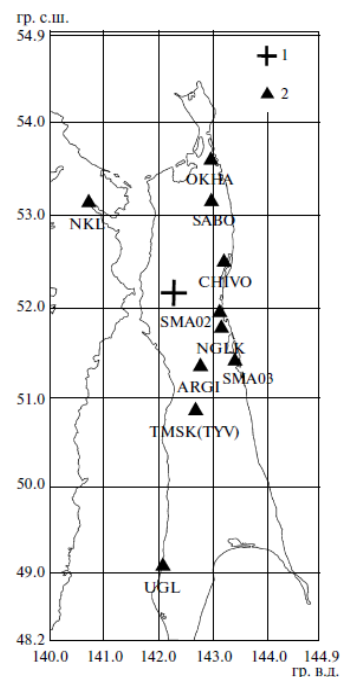 гр. с.ш.
54.9
1
2
54.0
OKHA
53.0
NKL
SABO
CHIVO
52.0
SMA02
NGLK
SMA03
ARGI
51.0
TMSK(TYV)
50.0
49.0
UGL
48.2
140.0 141.0 142.0 143.0 144.0 144.9
гр. в.д.